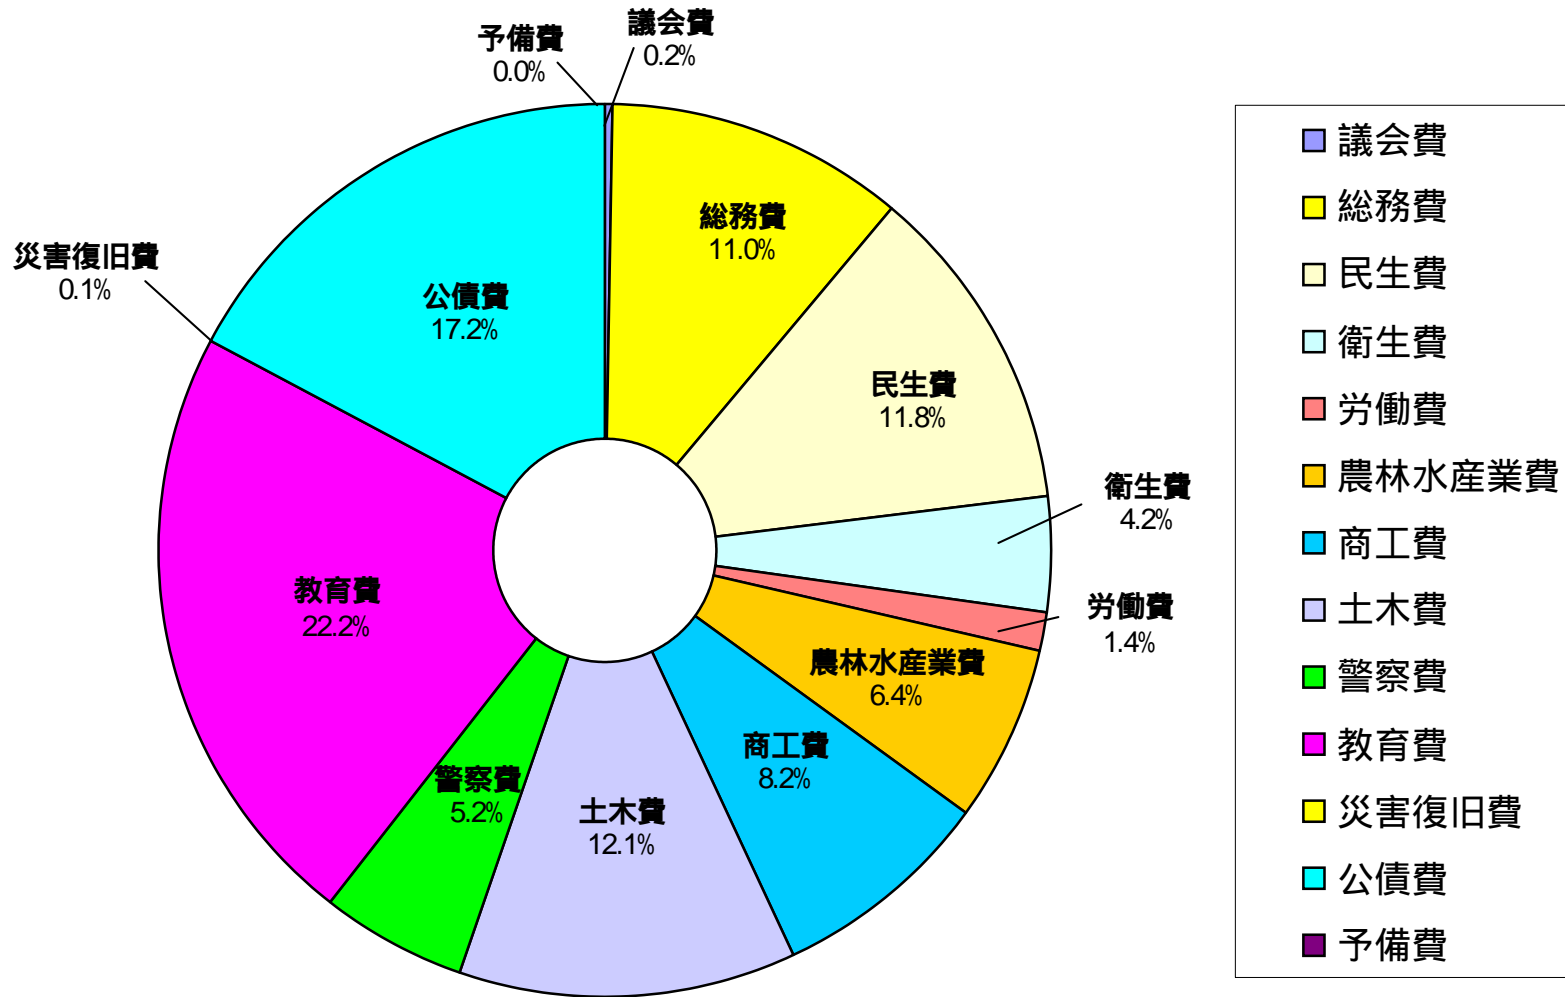 議会費
0.2%
予備費
0.0%
総務費
11.0%
災害復旧費
0.1%
公債費
17.2%
民生費
11.8%
衛生費
4.2%
教育費
22.2%
労働費
1.4%
農林水産業費
6.4%
商工費
8.2%
警察費
5.2%
土木費
12.1%
議会費
総務費
民生費
衛生費
労働費
農林水産業費
商工費
土木費
警察費
教育費
災害復旧費
公債費
予備費